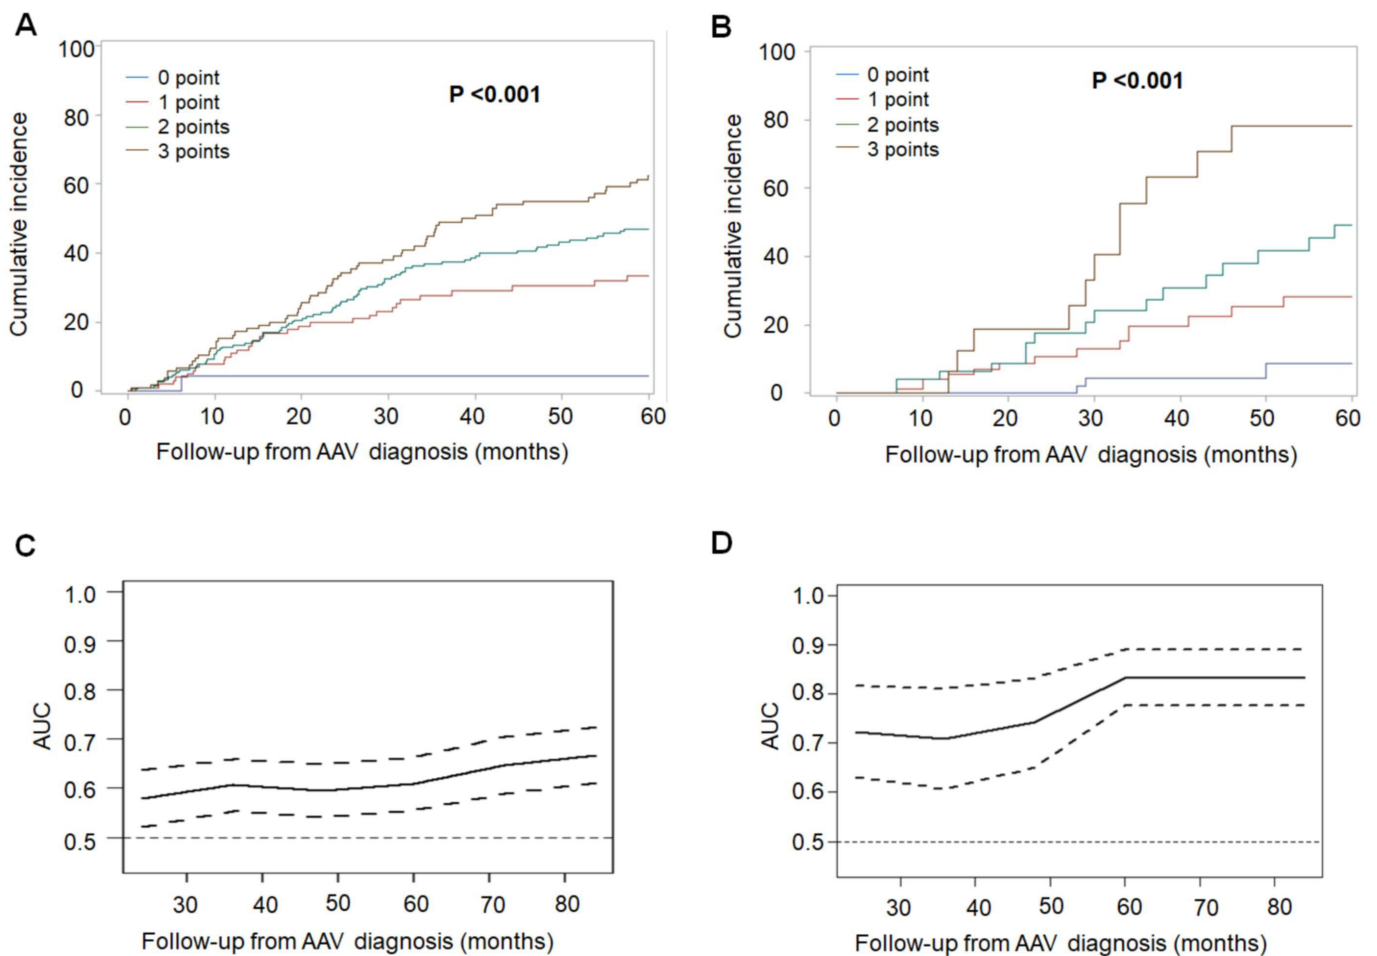 A
100
80
60
40
20
0
Cumulative incidence
0 point
1 point
2 points
3 points
P <0.001
0 10 20 30 40 50 60
Follow-up from AAV diagnosis (months)
B
100
80
60
40
20
0
Cumulative incidence
0 point
1 point
2 points
3 points
P <0.001
0 10 20 30 40 50 60
Follow-up from AAV diagnosis (months)
C
1.0
0.9
0.8
0.7
0.6
0.5
AUC
30 40 50 60 70 80
Follow-up from AAV diagnosis (months)
D
1.0
0.9
0.8
0.7
0.6
0.5
AUC
30 40 50 60 70 80
Follow-up from AAV diagnosis (months)